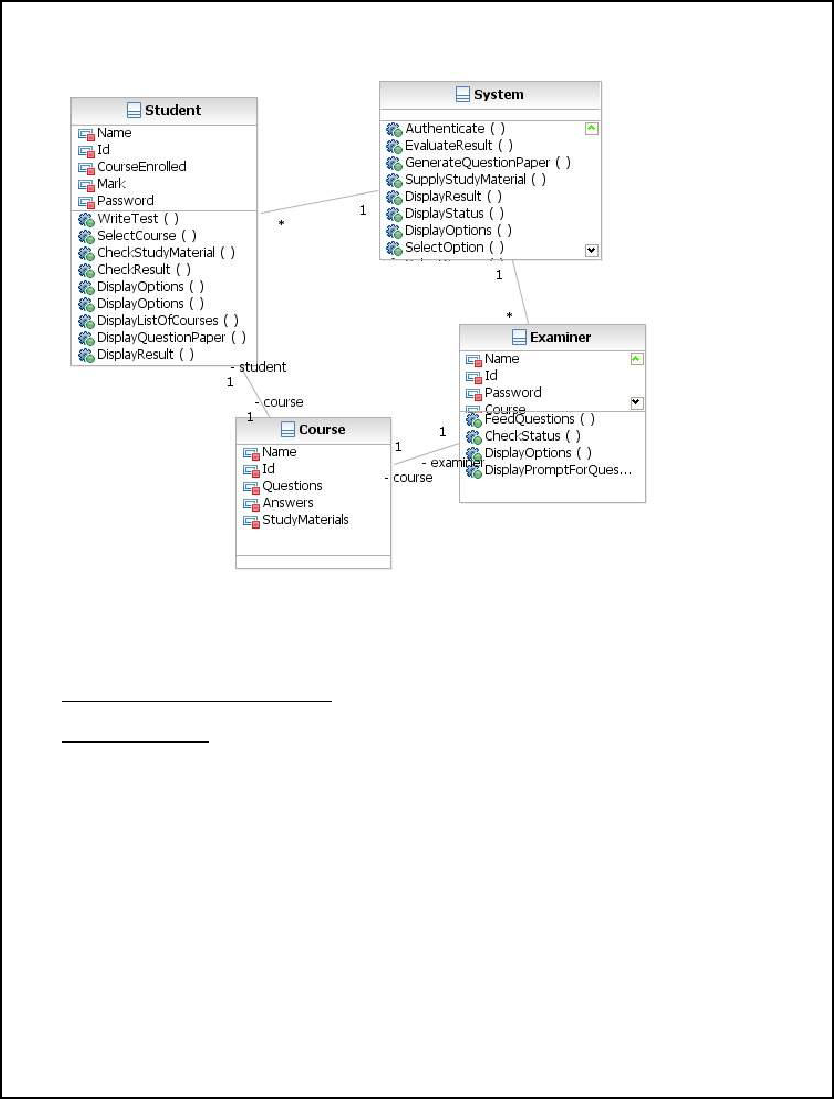 Student
Name
Id
CourseEnrolled
Mark
Password
WriteTest ( )
SelectCourse ( )
CheckStudyMaterial ( )
CheckResult ( )
DisplayOptions ( )
DisplayOptions ( )
DisplayListOfCourses ( )
DisplayQuestionPaper ( )
DisplayResult ( )
System
Authenticate ( )
EvaluateResult ( )
GenerateQuestionPaper ( )
SupplyStudyMaterial ( )
DisplayResult ( )
DisplayStatus ( )
DisplayOptions ( )
SelectOption ( )
*
1
1
*
Examiner
Name
Id
Password
Course
FeedQuestions ( )
CheckStatus ( )
DisplayOptions ( )
DisplayPromptForQues...
- student
1
- course
1
Course
Name
Id
Questions
Answers
StudyMaterials
1
1
- examiner
- course